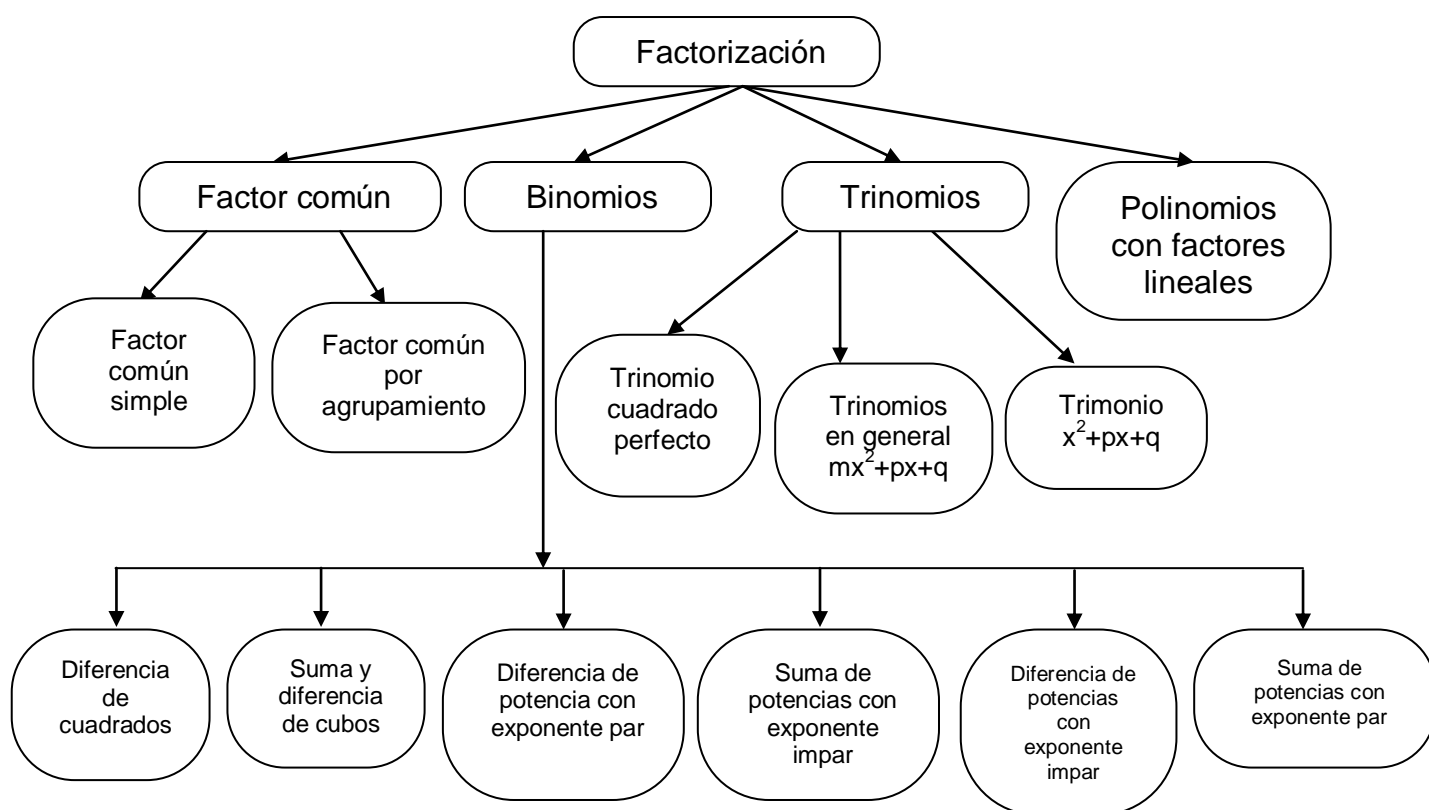 Factorización
Factor común
Binomios
Trinomios
Polinomios
con factores
lineales
Factor
común
simple
Factor común
por
agrupamiento
Trinomio
cuadrado
perfecto
Trinomios
en general
mx²+px+q
Trimonio
x²+px+q
Diferencia
de
cuadrados
Suma y
diferencia
de cubos
Diferencia de
potencia con
exponente par
Suma de
potencias con
exponente
impar
Diferencia de
potencias
con
exponente
impar
Suma de
potencias con
exponente par